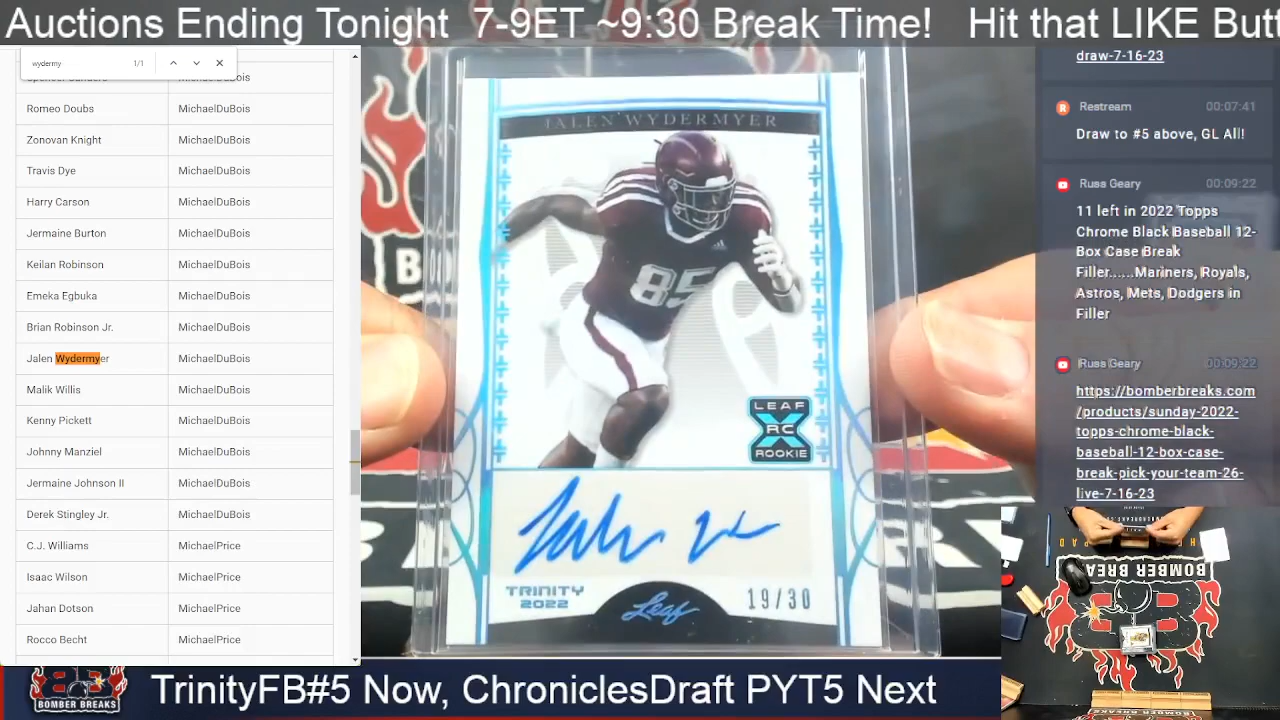 Auctions Ending Tonight 7-9ET ~9:30 Break Time! Hit that LIKE Butt
wydermy 1/1
Romeo Doubs MichaelDuBois
Zonovan Knight MichaelDuBois
Travis Dye MichaelDuBois
Harry Carson MichaelDuBois
Jermaine Burton MichaelDuBois
Keilan Robinson MichaelDuBois
Emeka Egbuka MichaelDuBois
Brian Robinson Jr. MichaelDuBois
Jalen Wydermyer MichaelDuBois
Malik Willis MichaelDuBois
Kenny Pickett MichaelDuBois
Johnny Manziel MichaelDuBois
Jermaine Johnson II MichaelDuBois
Derek Stingley Jr. MichaelDuBois
C.J. Williams MichaelPrice
Isaac Wilson MichaelPrice
Jahan Dotson MichaelPrice
Rocco Becht MichaelPrice
JALEN WYDERMYER
85
LEAF
RC
ROOKIE
TRINITY
2022
Leaf
19/30
draw-7-16-23
Restream 00:07:41
Draw to #5 above, GL All!
Russ Geary 00:09:22
11 left in 2022 Topps
Chrome Black Baseball 12-
Box Case Break
Filler......Mariners, Royals,
Astros, Mets, Dodgers in
Filler
Russ Geary 00:09:22
https://bomberbreaks.com
/products/sunday-2022-
topps-chrome-black-
baseball-12-box-case-
break-pick-your-team-26-
live-7-16-23
BOMBER BREA
BOMBER BREAKS
TrinityFB#5 Now, ChroniclesDraft PYT5 Next